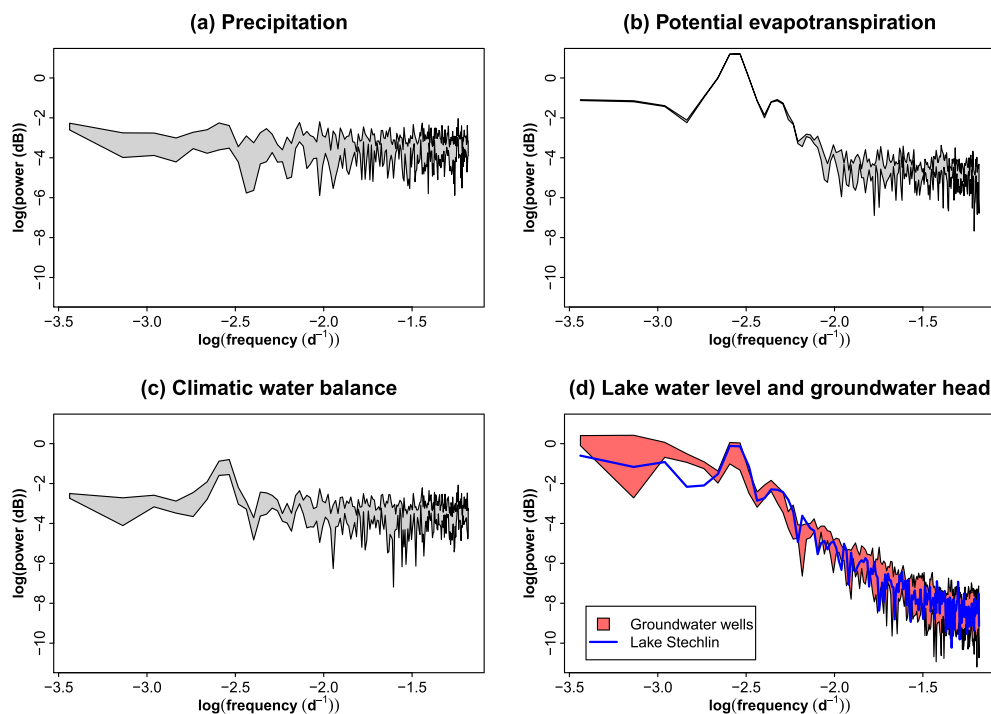 (a) Precipitation
log(power (dB))
0
−2
−4
−6
−8
−10
−3.5 −3.0 −2.5 −2.0 −1.5
log(frequency (d⁻¹))
(b) Potential evapotranspiration
log(power (dB))
0
−2
−4
−6
−8
−10
−3.5 −3.0 −2.5 −2.0 −1.5
log(frequency (d⁻¹))
(c) Climatic water balance
log(power (dB))
0
−2
−4
−6
−8
−10
−3.5 −3.0 −2.5 −2.0 −1.5
log(frequency (d⁻¹))
(d) Lake water level and groundwater head
log(power (dB))
0
−2
−4
−6
−8
−10
Groundwater wells
Lake Stechlin
−3.5 −3.0 −2.5 −2.0 −1.5
log(frequency (d⁻¹))